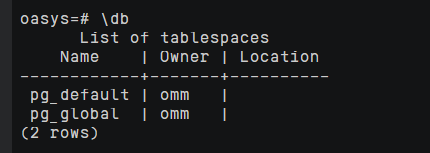 oasys=# \db
      List of tablespaces
    Name    | Owner | Location
------------+-------+----------
 pg_default | omm   |
 pg_global  | omm   |
(2 rows)